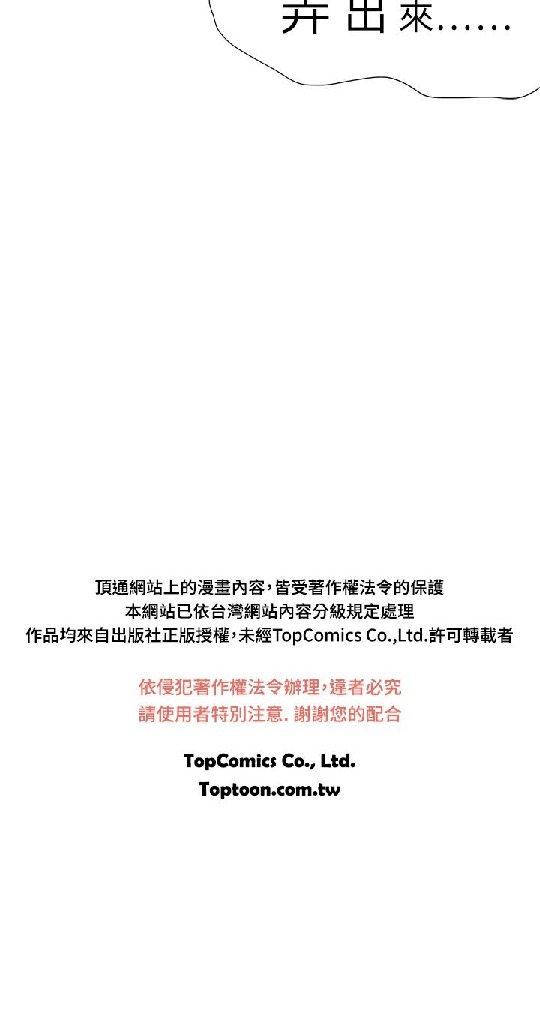 弄出來......
頂通網站上的漫畫內容，皆受著作權法令的保護
本網站已依台灣網站內容分級規定處理
作品均來自出版社正版授權，未經TopComics Co.,Ltd.許可轉載者
依侵犯著作權法令辦理，違者必究
請使用者特別注意. 謝謝您的配合
TopComics Co., Ltd.
Toptoon.com.tw